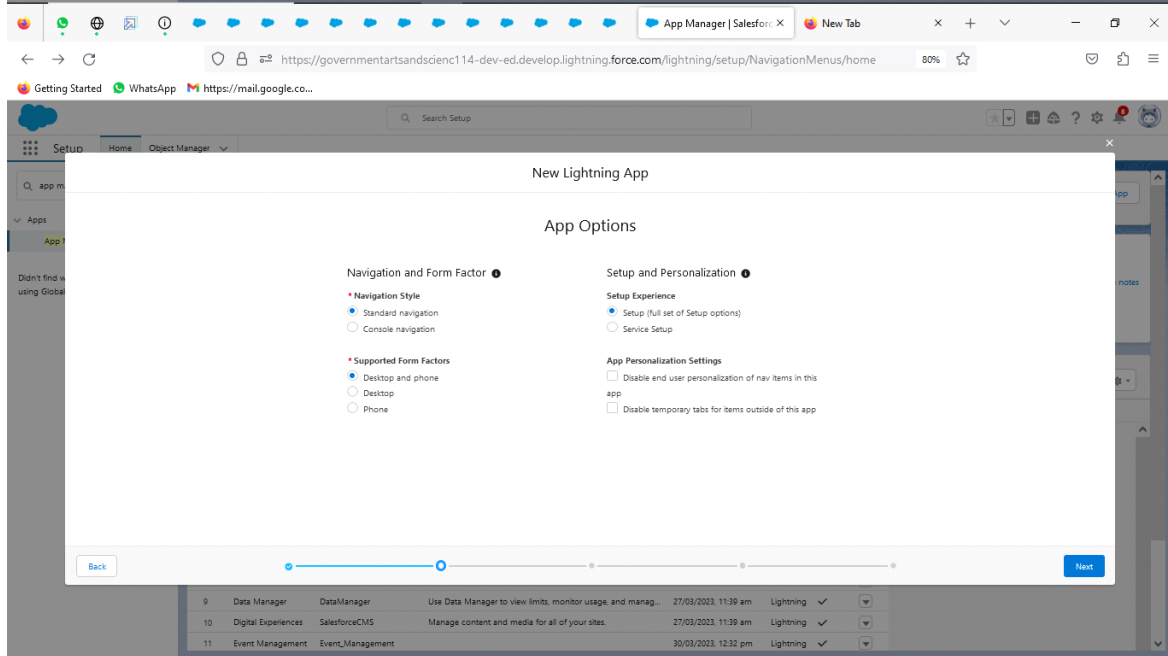 App Manager | Salesforc
New Tab
https://governmentartsandscienc114-dev-ed.develop.lightning.force.com/lightning/setup/NavigationMenus/home
80%
Getting Started
WhatsApp
https://mail.google.co...
Search Setup
Setup
Home
Object Manager
New Lightning App
app m
App
Apps
App M
Didn't find w
using Global
notes
App Options
Navigation and Form Factor
* Navigation Style
Standard navigation
Console navigation
* Supported Form Factors
Desktop and phone
Desktop
Phone
Setup and Personalization
Setup Experience
Setup (full set of Setup options)
Service Setup
App Personalization Settings
Disable end user personalization of nav items in this
app
Disable temporary tabs for items outside of this app
Back
Next
9 Data Manager DataManager Use Data Manager to view limits, monitor usage, and manag... 27/03/2023, 11:39 am Lightning
10 Digital Experiences SalesforceCMS Manage content and media for all of your sites. 27/03/2023, 11:39 am Lightning
11 Event Management Event_Management 30/03/2023, 12:32 pm Lightning